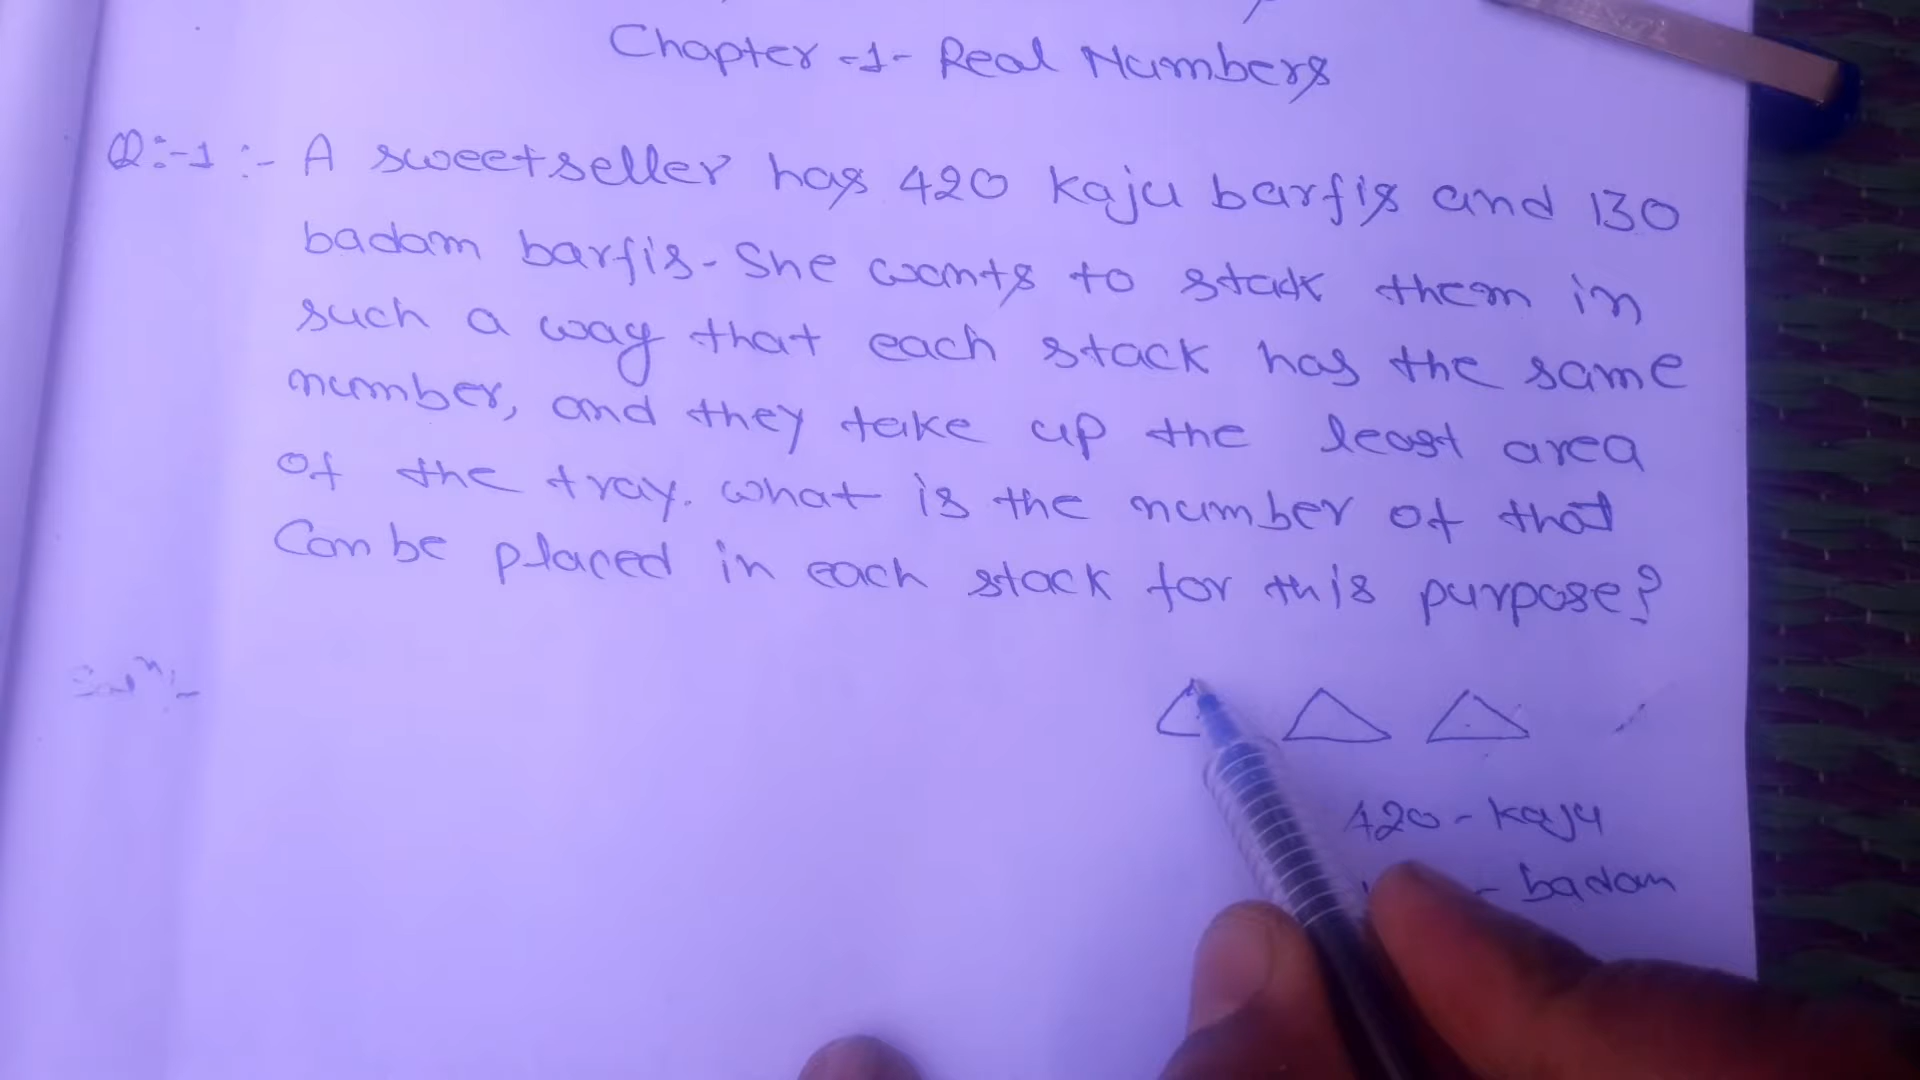 Chapter -1- Real Numbers
Q:-1:- A sweetseller has 420 kaju barfis and 130
badam barfis. She wants to stack them in
such a way that each stack has the same
number, and they take up the least area
of the tray. what is the number of that
Can be placed in each stack for this purpose?
Sol^n:-
420 - kaju
- badam